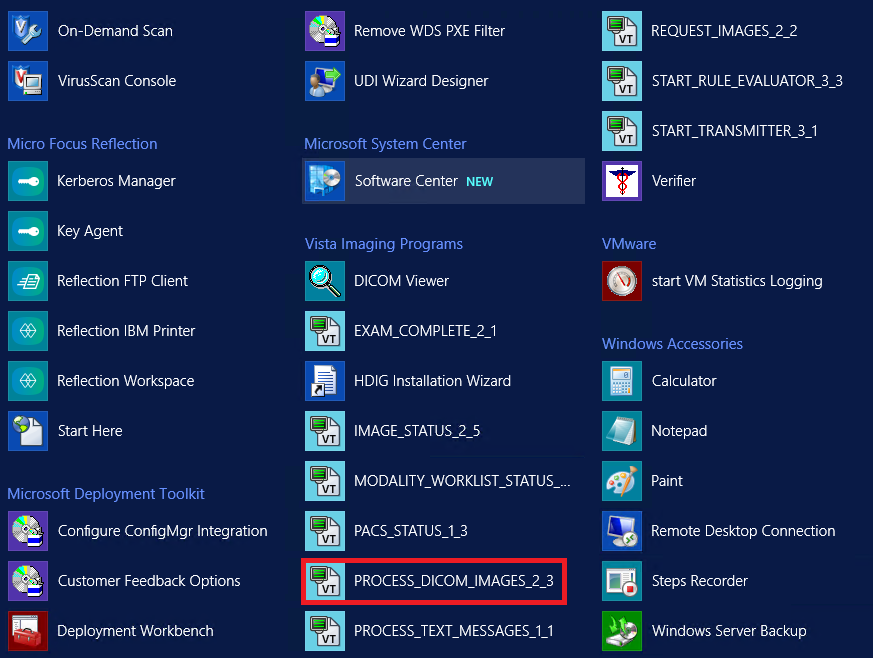 On-Demand Scan
VirusScan Console
Micro Focus Reflection
Kerberos Manager
Key Agent
Reflection FTP Client
Reflection IBM Printer
Reflection Workspace
Start Here
Microsoft Deployment Toolkit
Configure ConfigMgr Integration
Customer Feedback Options
Deployment Workbench
Remove WDS PXE Filter
UDI Wizard Designer
Microsoft System Center
Software Center NEW
Vista Imaging Programs
DICOM Viewer
VT EXAM_COMPLETE_2_1
HDIG Installation Wizard
VT IMAGE_STATUS_2_5
VT MODALITY_WORKLIST_STATUS_...
VT PACS_STATUS_1_3
VT PROCESS_DICOM_IMAGES_2_3
VT PROCESS_TEXT_MESSAGES_1_1
VT REQUEST_IMAGES_2_2
VT START_RULE_EVALUATOR_3_3
VT START_TRANSMITTER_3_1
Verifier
VMware
start VM Statistics Logging
Windows Accessories
Calculator
Notepad
Paint
Remote Desktop Connection
Steps Recorder
Windows Server Backup